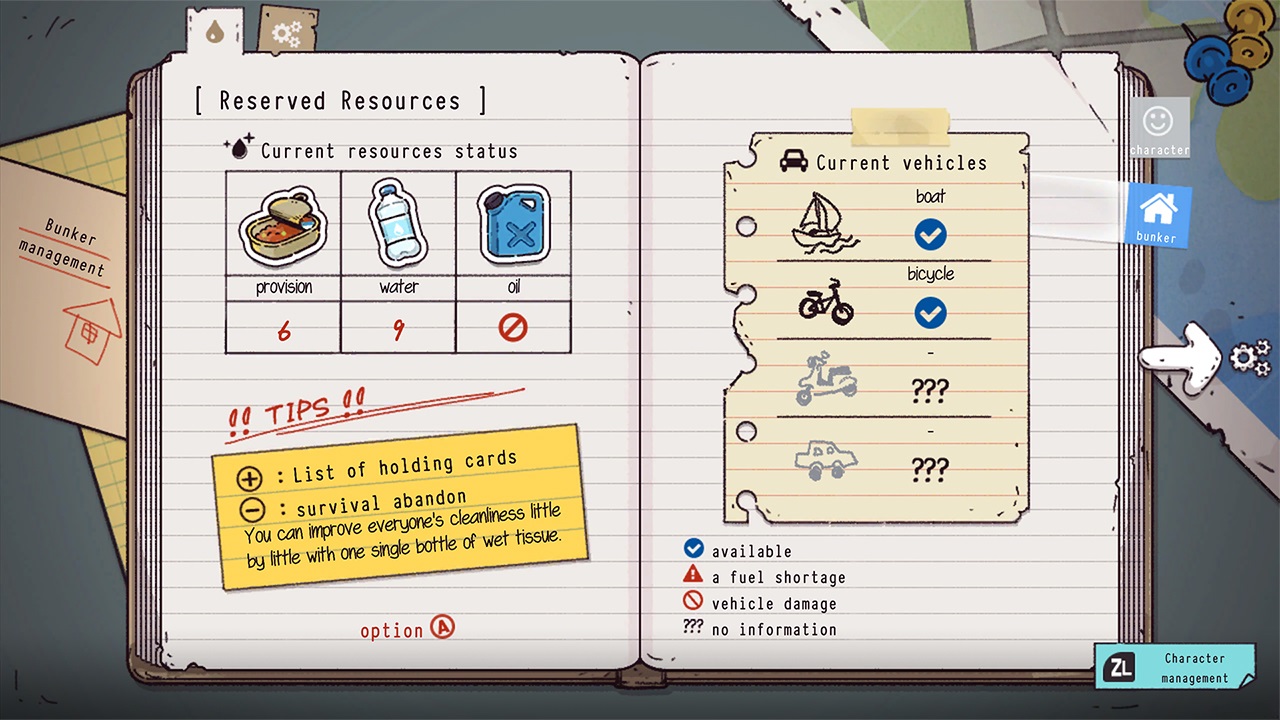 Bunker
management
[ Reserved Resources ]
Current resources status
provision water oil
6 9
!! TIPS !!
+ : List of holding cards
− : survival abandon
You can improve everyone's cleanliness little
by little with one single bottle of wet tissue.
option A
Current vehicles
boat
bicycle
-
???
-
???
available
a fuel shortage
vehicle damage
??? no information
character
bunker
ZL Character
management